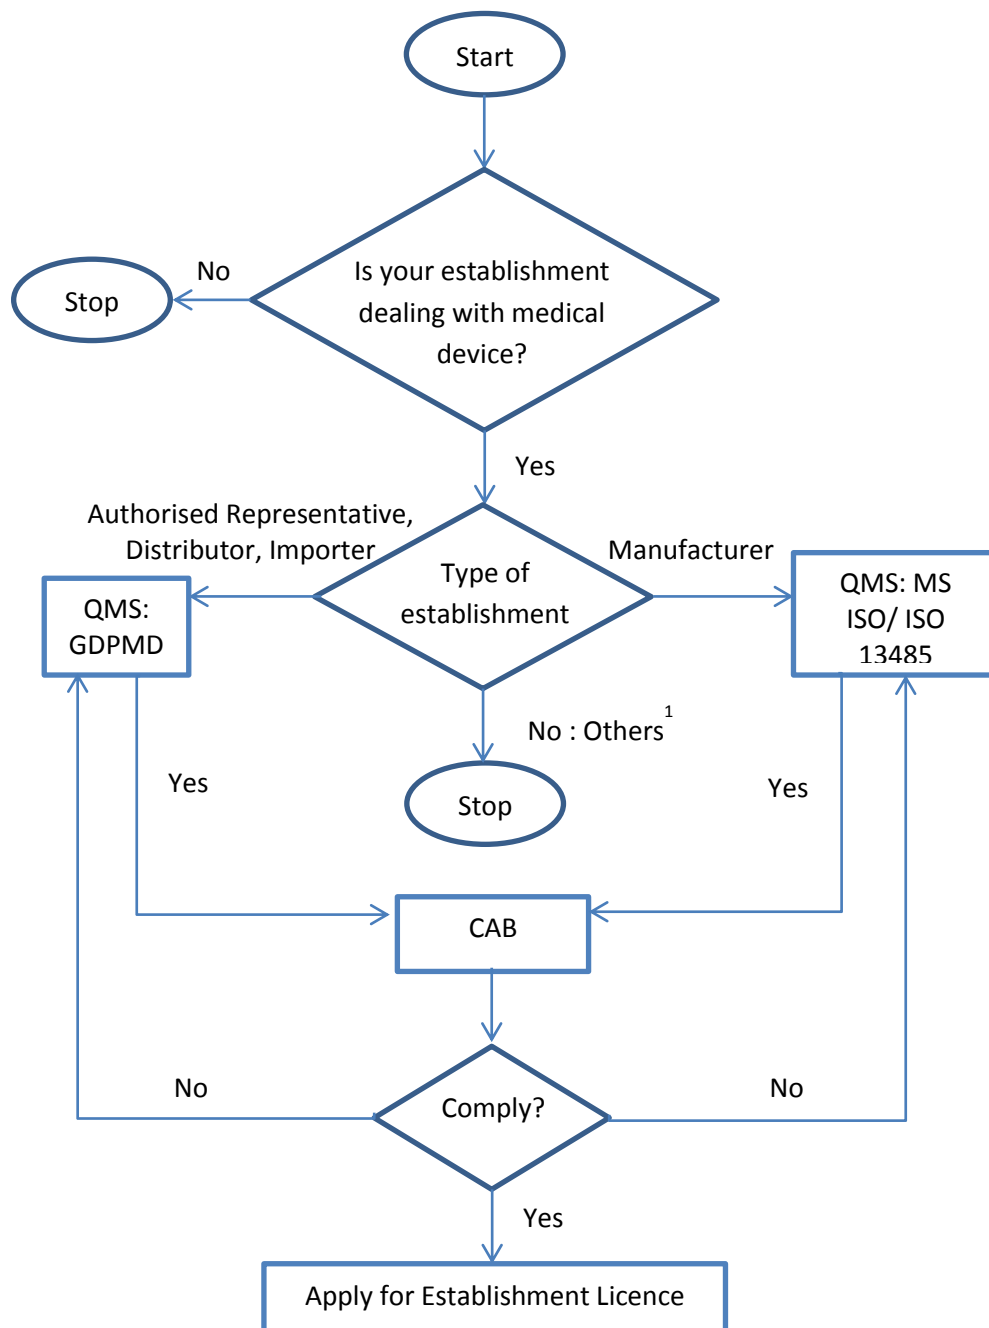 Start
Is your establishment
dealing with medical
device?
No
Stop
Yes
Authorised Representative,
Distributor, Importer
Type of
establishment
Manufacturer
QMS:
GDPMD
QMS: MS
ISO/ ISO
13485
No : Others1
Stop
Yes
Yes
CAB
Comply?
No
No
Yes
Apply for Establishment Licence